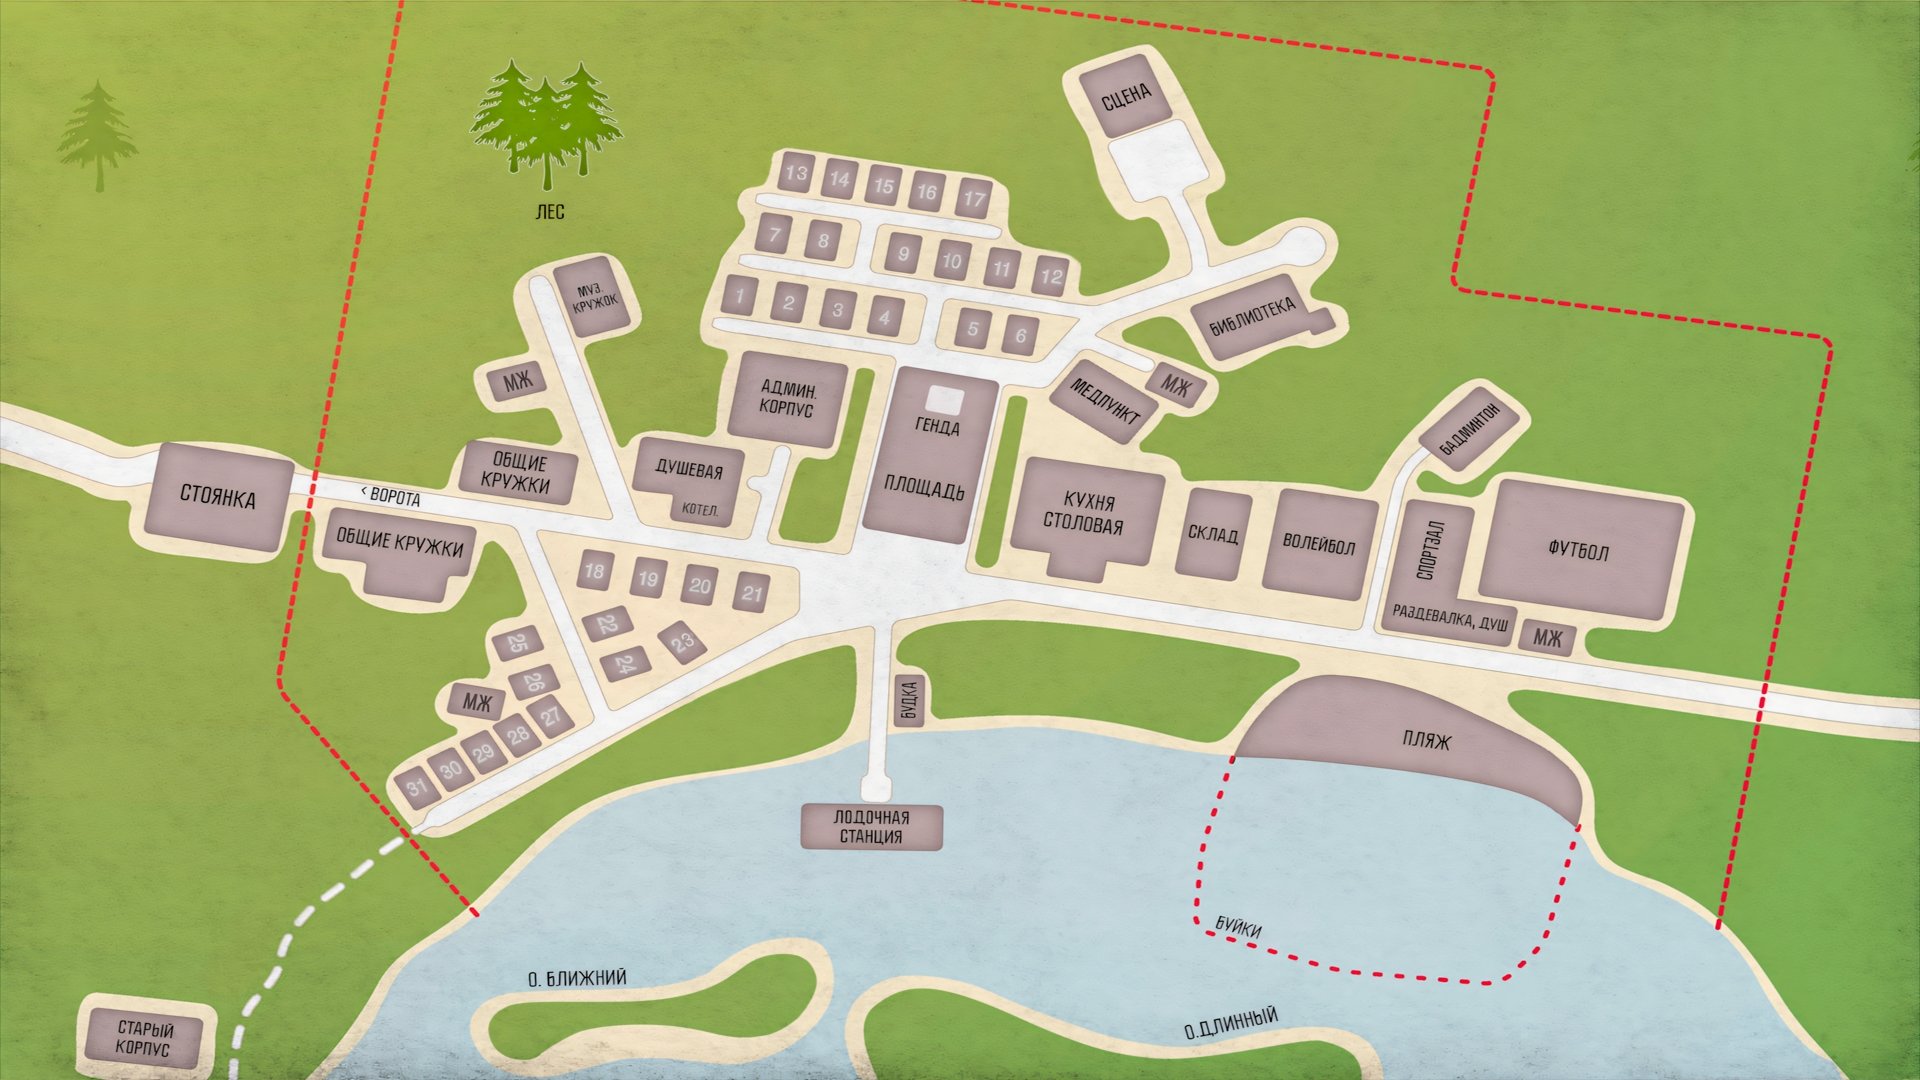 СЦЕНА
ЛЕС
13
14
15
16
17
7
8
9
10
11
12
1
2
3
4
5
6
МУЗ.
КРУЖОК
БИБЛИОТЕКА
МЖ
АДМИН.
КОРПУС
ГЕНДА
ПЛОЩАДЬ
МЕДПУНКТ
МЖ
БАДМИНТОН
СТОЯНКА
< ВОРОТА
ОБЩИЕ
КРУЖКИ
ДУШЕВАЯ
КОТЕЛ.
ОБЩИЕ КРУЖКИ
КУХНЯ
СТОЛОВАЯ
СКЛАД
ВОЛЕЙБОЛ
СПОРТЗАЛ
РАЗДЕВАЛКА, ДУШ
ФУТБОЛ
МЖ
18
19
20
21
22
23
24
25
26
МЖ
27
28
29
30
31
БУДКА
ПЛЯЖ
ЛОДОЧНАЯ
СТАНЦИЯ
БУЙКИ
О. БЛИЖНИЙ
О.ДЛИННЫЙ
СТАРЫЙ
КОРПУС